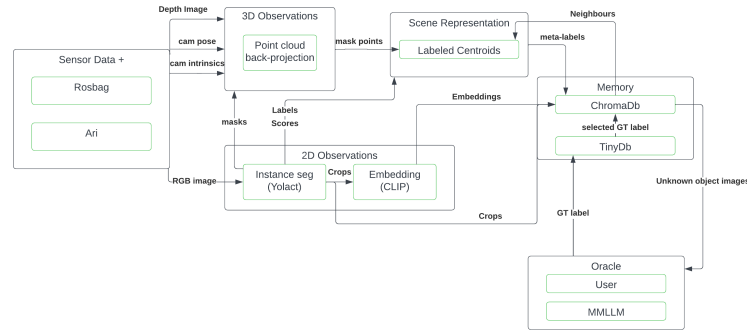 Depth Image
3D Observations
Scene Representation
Neighbours
cam pose
Point cloud
back-projection
mask points
Labeled Centroids
meta-labels
Sensor Data +
cam intrinsics
Rosbag
Memory
Embeddings
ChromaDb
Labels
Scores
masks
selected GT label
Ari
TinyDb
2D Observations
Instance seg
(Yolact)
Crops
Embedding
(CLIP)
RGB image
Unknown object images
Crops
GT label
Oracle
User
MMLLM